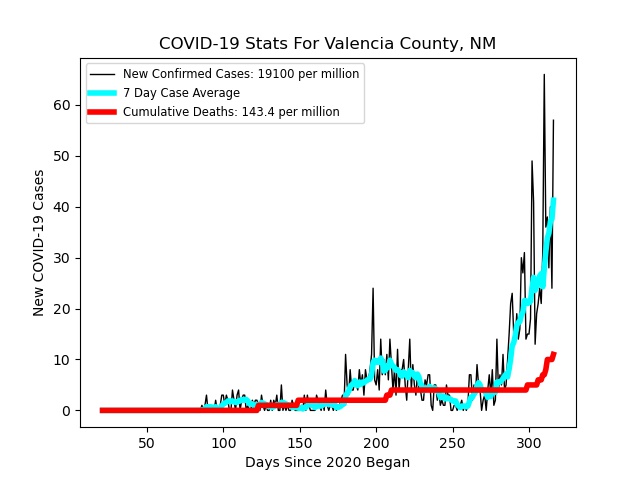 COVID-19 Stats For Valencia County, NM
New Confirmed Cases: 19100 per million
7 Day Case Average
Cumulative Deaths: 143.4 per million
New COVID-19 Cases
60
50
40
30
20
10
0
50 100 150 200 250 300
Days Since 2020 Began